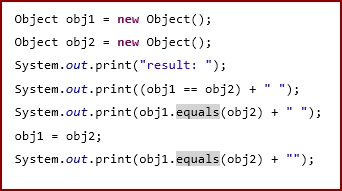 Object obj1 = new Object();
Object obj2 = new Object();
System.out.print("result: ");
System.out.print((obj1 == obj2) + " ");
System.out.print(obj1.equals(obj2) + " ");
obj1 = obj2;
System.out.print(obj1.equals(obj2) + "");